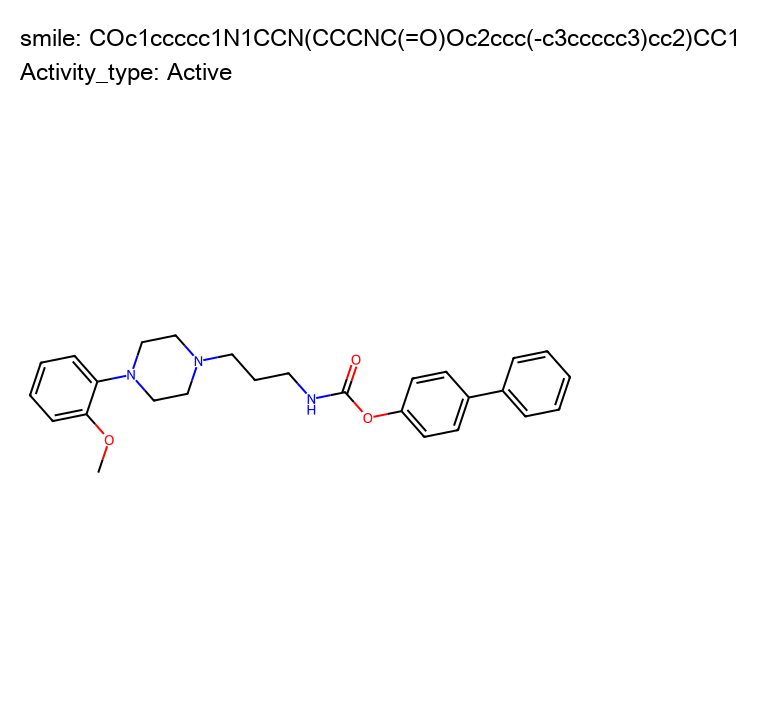 smile: COc1ccccc1N1CCN(CCCNC(=O)Oc2ccc(-c3ccccc3)cc2)CC1
Activity_type: Active
O
N
N
N
H
O
O